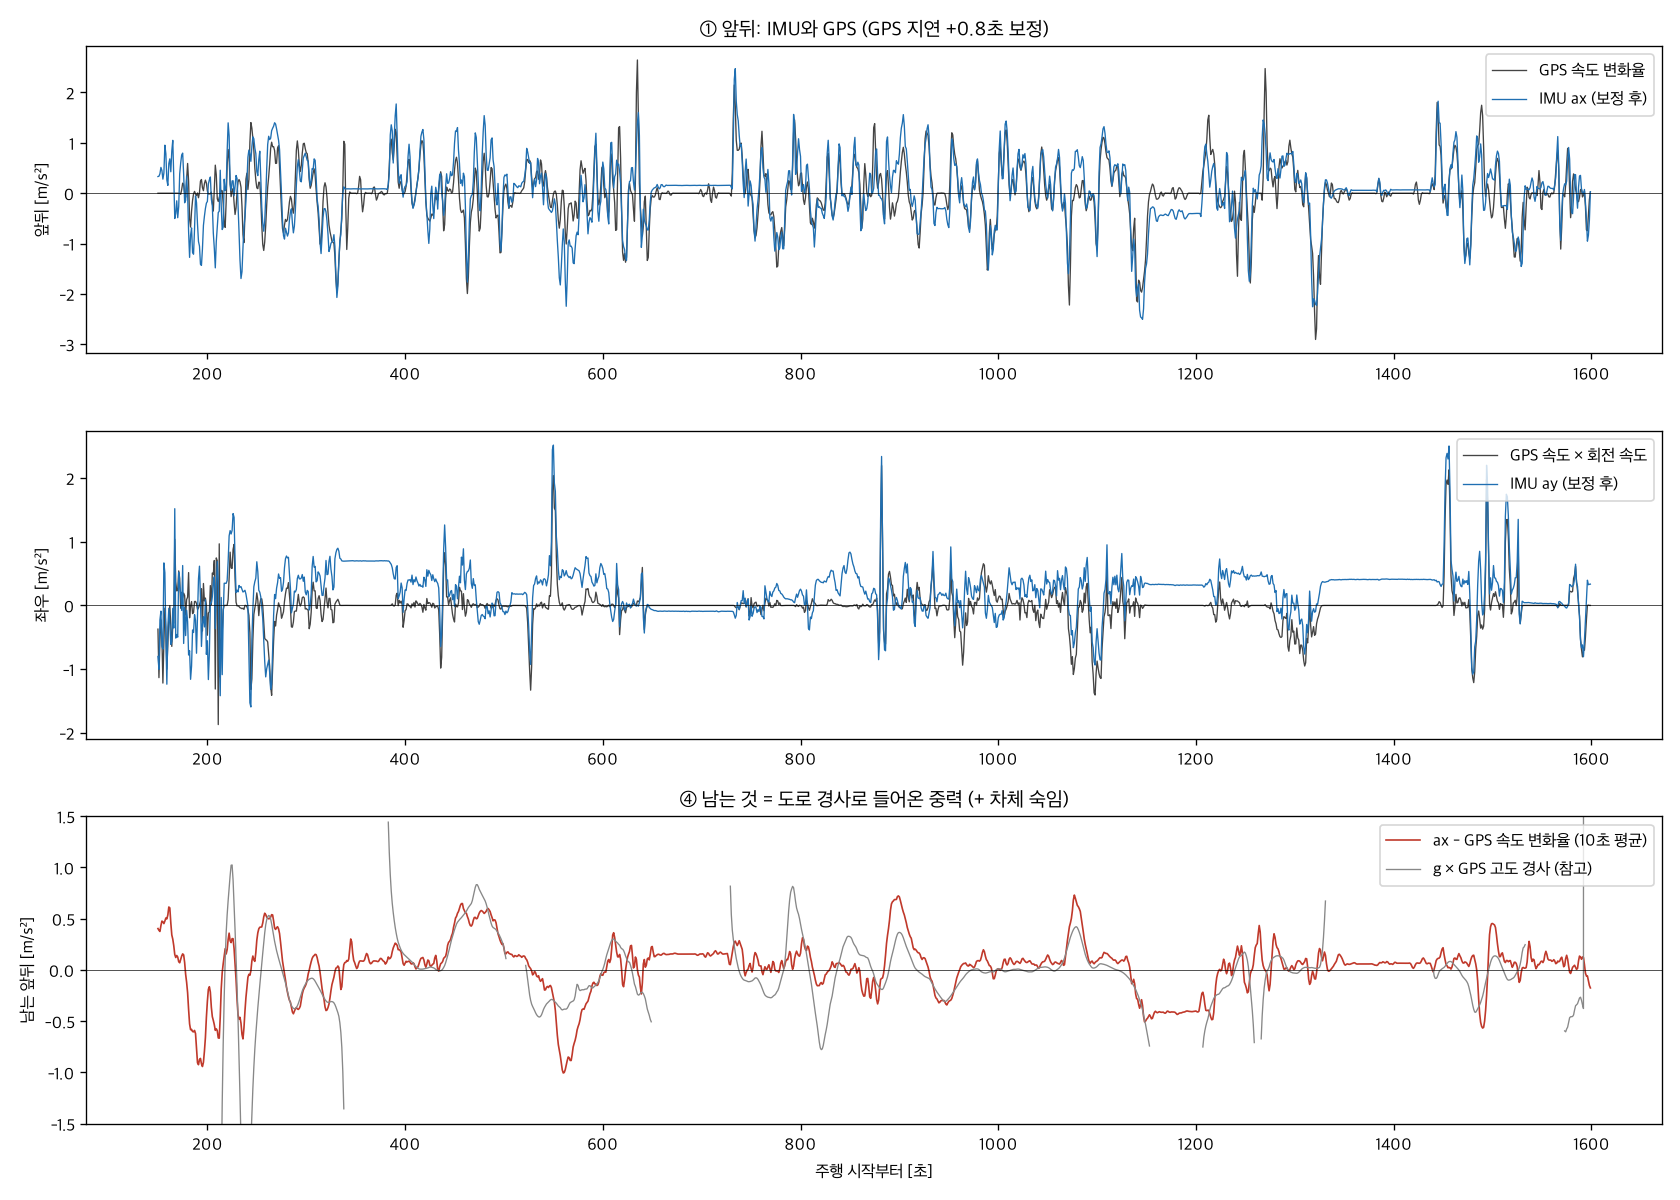 ① 앞뒤: IMU와 GPS (GPS 지연 +0.8초 보정)
앞뒤 [m/s²]
2
1
0
-1
-2
-3
GPS 속도 변화율
IMU ax (보정 후)
200 400 600 800 1000 1200 1400 1600
좌우 [m/s²]
2
1
0
-1
-2
GPS 속도 × 회전 속도
IMU ay (보정 후)
200 400 600 800 1000 1200 1400 1600
④ 남는 것 = 도로 경사로 들어온 중력 (+ 차체 숙임)
남는 앞뒤 [m/s²]
1.5
1.0
0.5
0.0
-0.5
-1.0
-1.5
ax - GPS 속도 변화율 (10초 평균)
g × GPS 고도 경사 (참고)
200 400 600 800 1000 1200 1400 1600
주행 시작부터 [초]